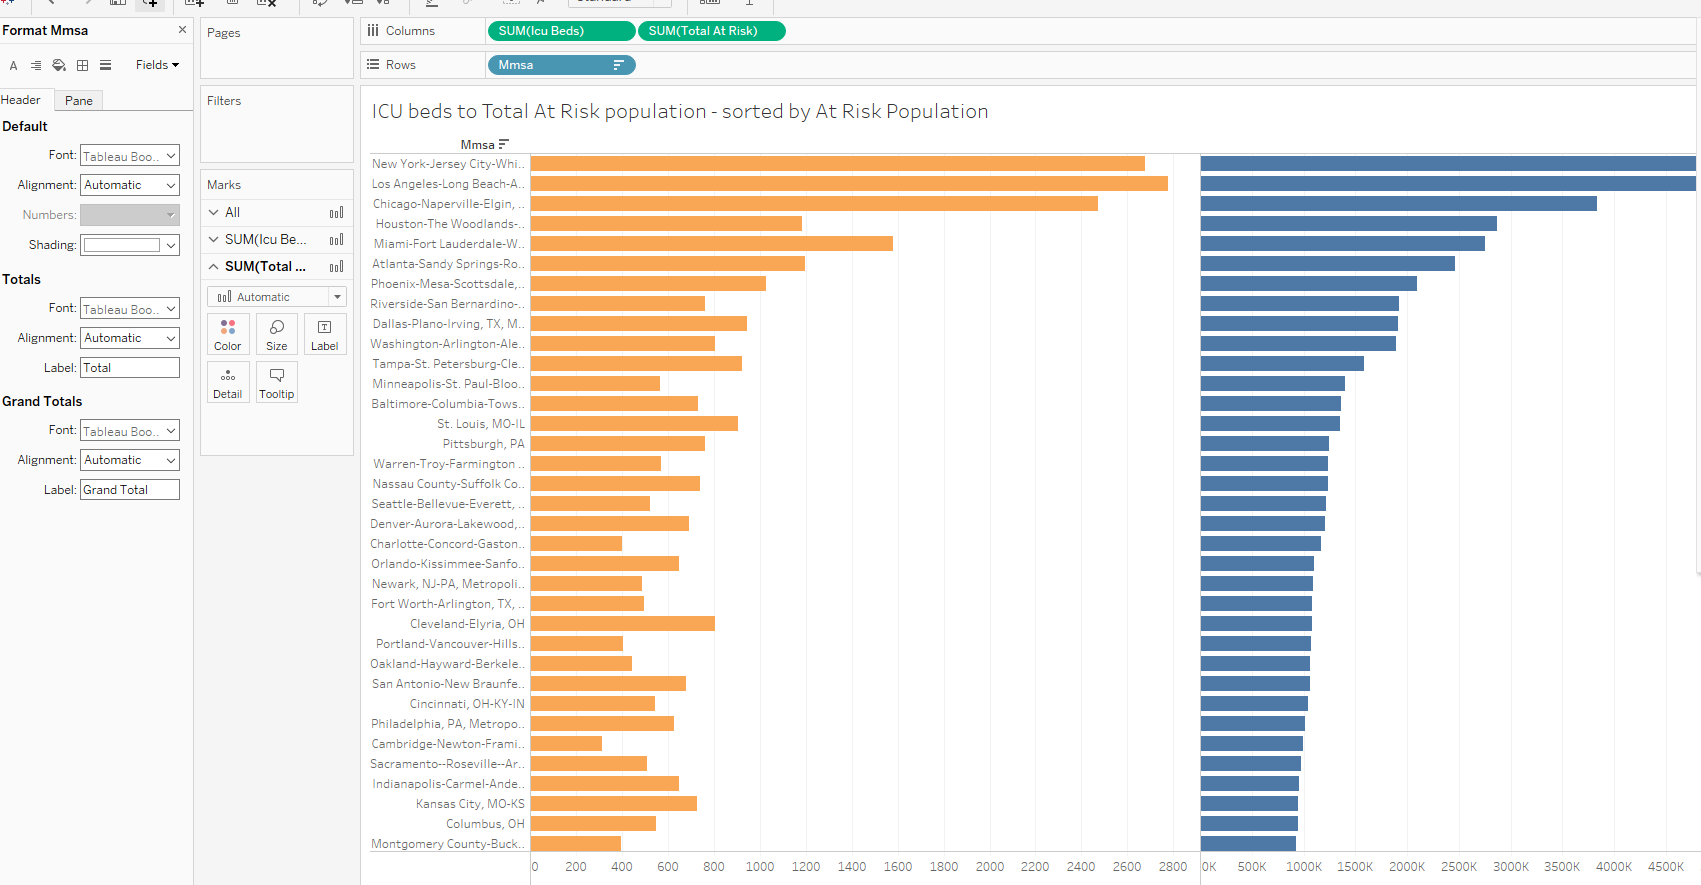 Format Mmsa
Fields
Header
Pane
Default
Font: Tableau Boo..
Alignment: Automatic
Numbers:
Shading:
Totals
Font: Tableau Boo..
Alignment: Automatic
Label: Total
Grand Totals
Font: Tableau Boo..
Alignment: Automatic
Label: Grand Total
Pages
Filters
Marks
All
SUM(Icu Be...
SUM(Total ...
Automatic
Color
Size
Label
Detail
Tooltip
Columns
SUM(Icu Beds)
SUM(Total At Risk)
Rows
Mmsa
ICU beds to Total At Risk population - sorted by At Risk Population
Mmsa
New York-Jersey City-Whi..
Los Angeles-Long Beach-A..
Chicago-Naperville-Elgin, ..
Houston-The Woodlands-..
Miami-Fort Lauderdale-W..
Atlanta-Sandy Springs-Ro..
Phoenix-Mesa-Scottsdale,..
Riverside-San Bernardino-..
Dallas-Plano-Irving, TX, M..
Washington-Arlington-Ale..
Tampa-St. Petersburg-Cle..
Minneapolis-St. Paul-Bloo..
Baltimore-Columbia-Tows..
St. Louis, MO-IL
Pittsburgh, PA
Warren-Troy-Farmington ..
Nassau County-Suffolk Co..
Seattle-Bellevue-Everett, ..
Denver-Aurora-Lakewood,..
Charlotte-Concord-Gaston..
Orlando-Kissimmee-Sanfo..
Newark, NJ-PA, Metropoli..
Fort Worth-Arlington, TX, ..
Cleveland-Elyria, OH
Portland-Vancouver-Hills..
Oakland-Hayward-Berkele..
San Antonio-New Braunfe..
Cincinnati, OH-KY-IN
Philadelphia, PA, Metropo..
Cambridge-Newton-Frami..
Sacramento--Roseville--Ar..
Indianapolis-Carmel-Ande..
Kansas City, MO-KS
Columbus, OH
Montgomery County-Buck..
0 200 400 600 800 1000 1200 1400 1600 1800 2000 2200 2400 2600 2800
0K 500K 1000K 1500K 2000K 2500K 3000K 3500K 4000K 4500K